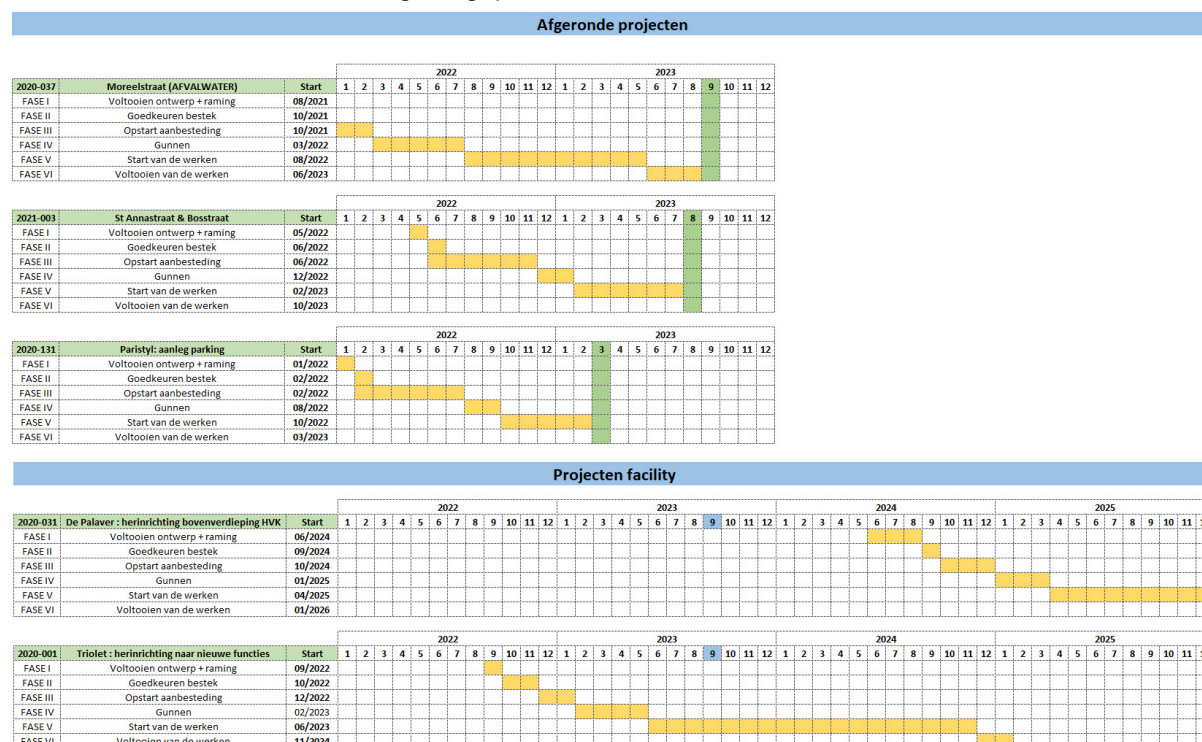 Afgeronde projecten
2022 2023
2020-037 Moreelstraat (AFVALWATER) Start 1 2 3 4 5 6 7 8 9 10 11 12 1 2 3 4 5 6 7 8 9 10 11 12
FASE I Voltooien ontwerp + raming 08/2021
FASE II Goedkeuren bestek 10/2021
FASE III Opstart aanbesteding 10/2021
FASE IV Gunnen 03/2022
FASE V Start van de werken 08/2022
FASE VI Voltooien van de werken 06/2023
2022 2023
2021-003 St Annastraat & Bosstraat Start 1 2 3 4 5 6 7 8 9 10 11 12 1 2 3 4 5 6 7 8 9 10 11 12
FASE I Voltooien ontwerp + raming 05/2022
FASE II Goedkeuren bestek 06/2022
FASE III Opstart aanbesteding 06/2022
FASE IV Gunnen 12/2022
FASE V Start van de werken 02/2023
FASE VI Voltooien van de werken 10/2023
2022 2023
2020-131 Paristyl: aanleg parking Start 1 2 3 4 5 6 7 8 9 10 11 12 1 2 3 4 5 6 7 8 9 10 11 12
FASE I Voltooien ontwerp + raming 01/2022
FASE II Goedkeuren bestek 02/2022
FASE III Opstart aanbesteding 02/2022
FASE IV Gunnen 08/2022
FASE V Start van de werken 10/2022
FASE VI Voltooien van de werken 03/2023
Projecten facility
2022 2023 2024 2025
2020-031 De Palaver : herinrichting bovenverdieping HVK Start 1 2 3 4 5 6 7 8 9 10 11 12 1 2 3 4 5 6 7 8 9 10 11 12 1 2 3 4 5 6 7 8 9 10 11 12 1 2 3 4 5 6 7 8 9 10 11
FASE I Voltooien ontwerp + raming 06/2024
FASE II Goedkeuren bestek 09/2024
FASE III Opstart aanbesteding 10/2024
FASE IV Gunnen 01/2025
FASE V Start van de werken 04/2025
FASE VI Voltooien van de werken 01/2026
2022 2023 2024 2025
2020-001 Triolet : herinrichting naar nieuwe functies Start 1 2 3 4 5 6 7 8 9 10 11 12 1 2 3 4 5 6 7 8 9 10 11 12 1 2 3 4 5 6 7 8 9 10 11 12 1 2 3 4 5 6 7 8 9 10 11
FASE I Voltooien ontwerp + raming 09/2022
FASE II Goedkeuren bestek 10/2022
FASE III Opstart aanbesteding 12/2022
FASE IV Gunnen 02/2023
FASE V Start van de werken 06/2023
FASE VI Voltooien van de werken 11/2024